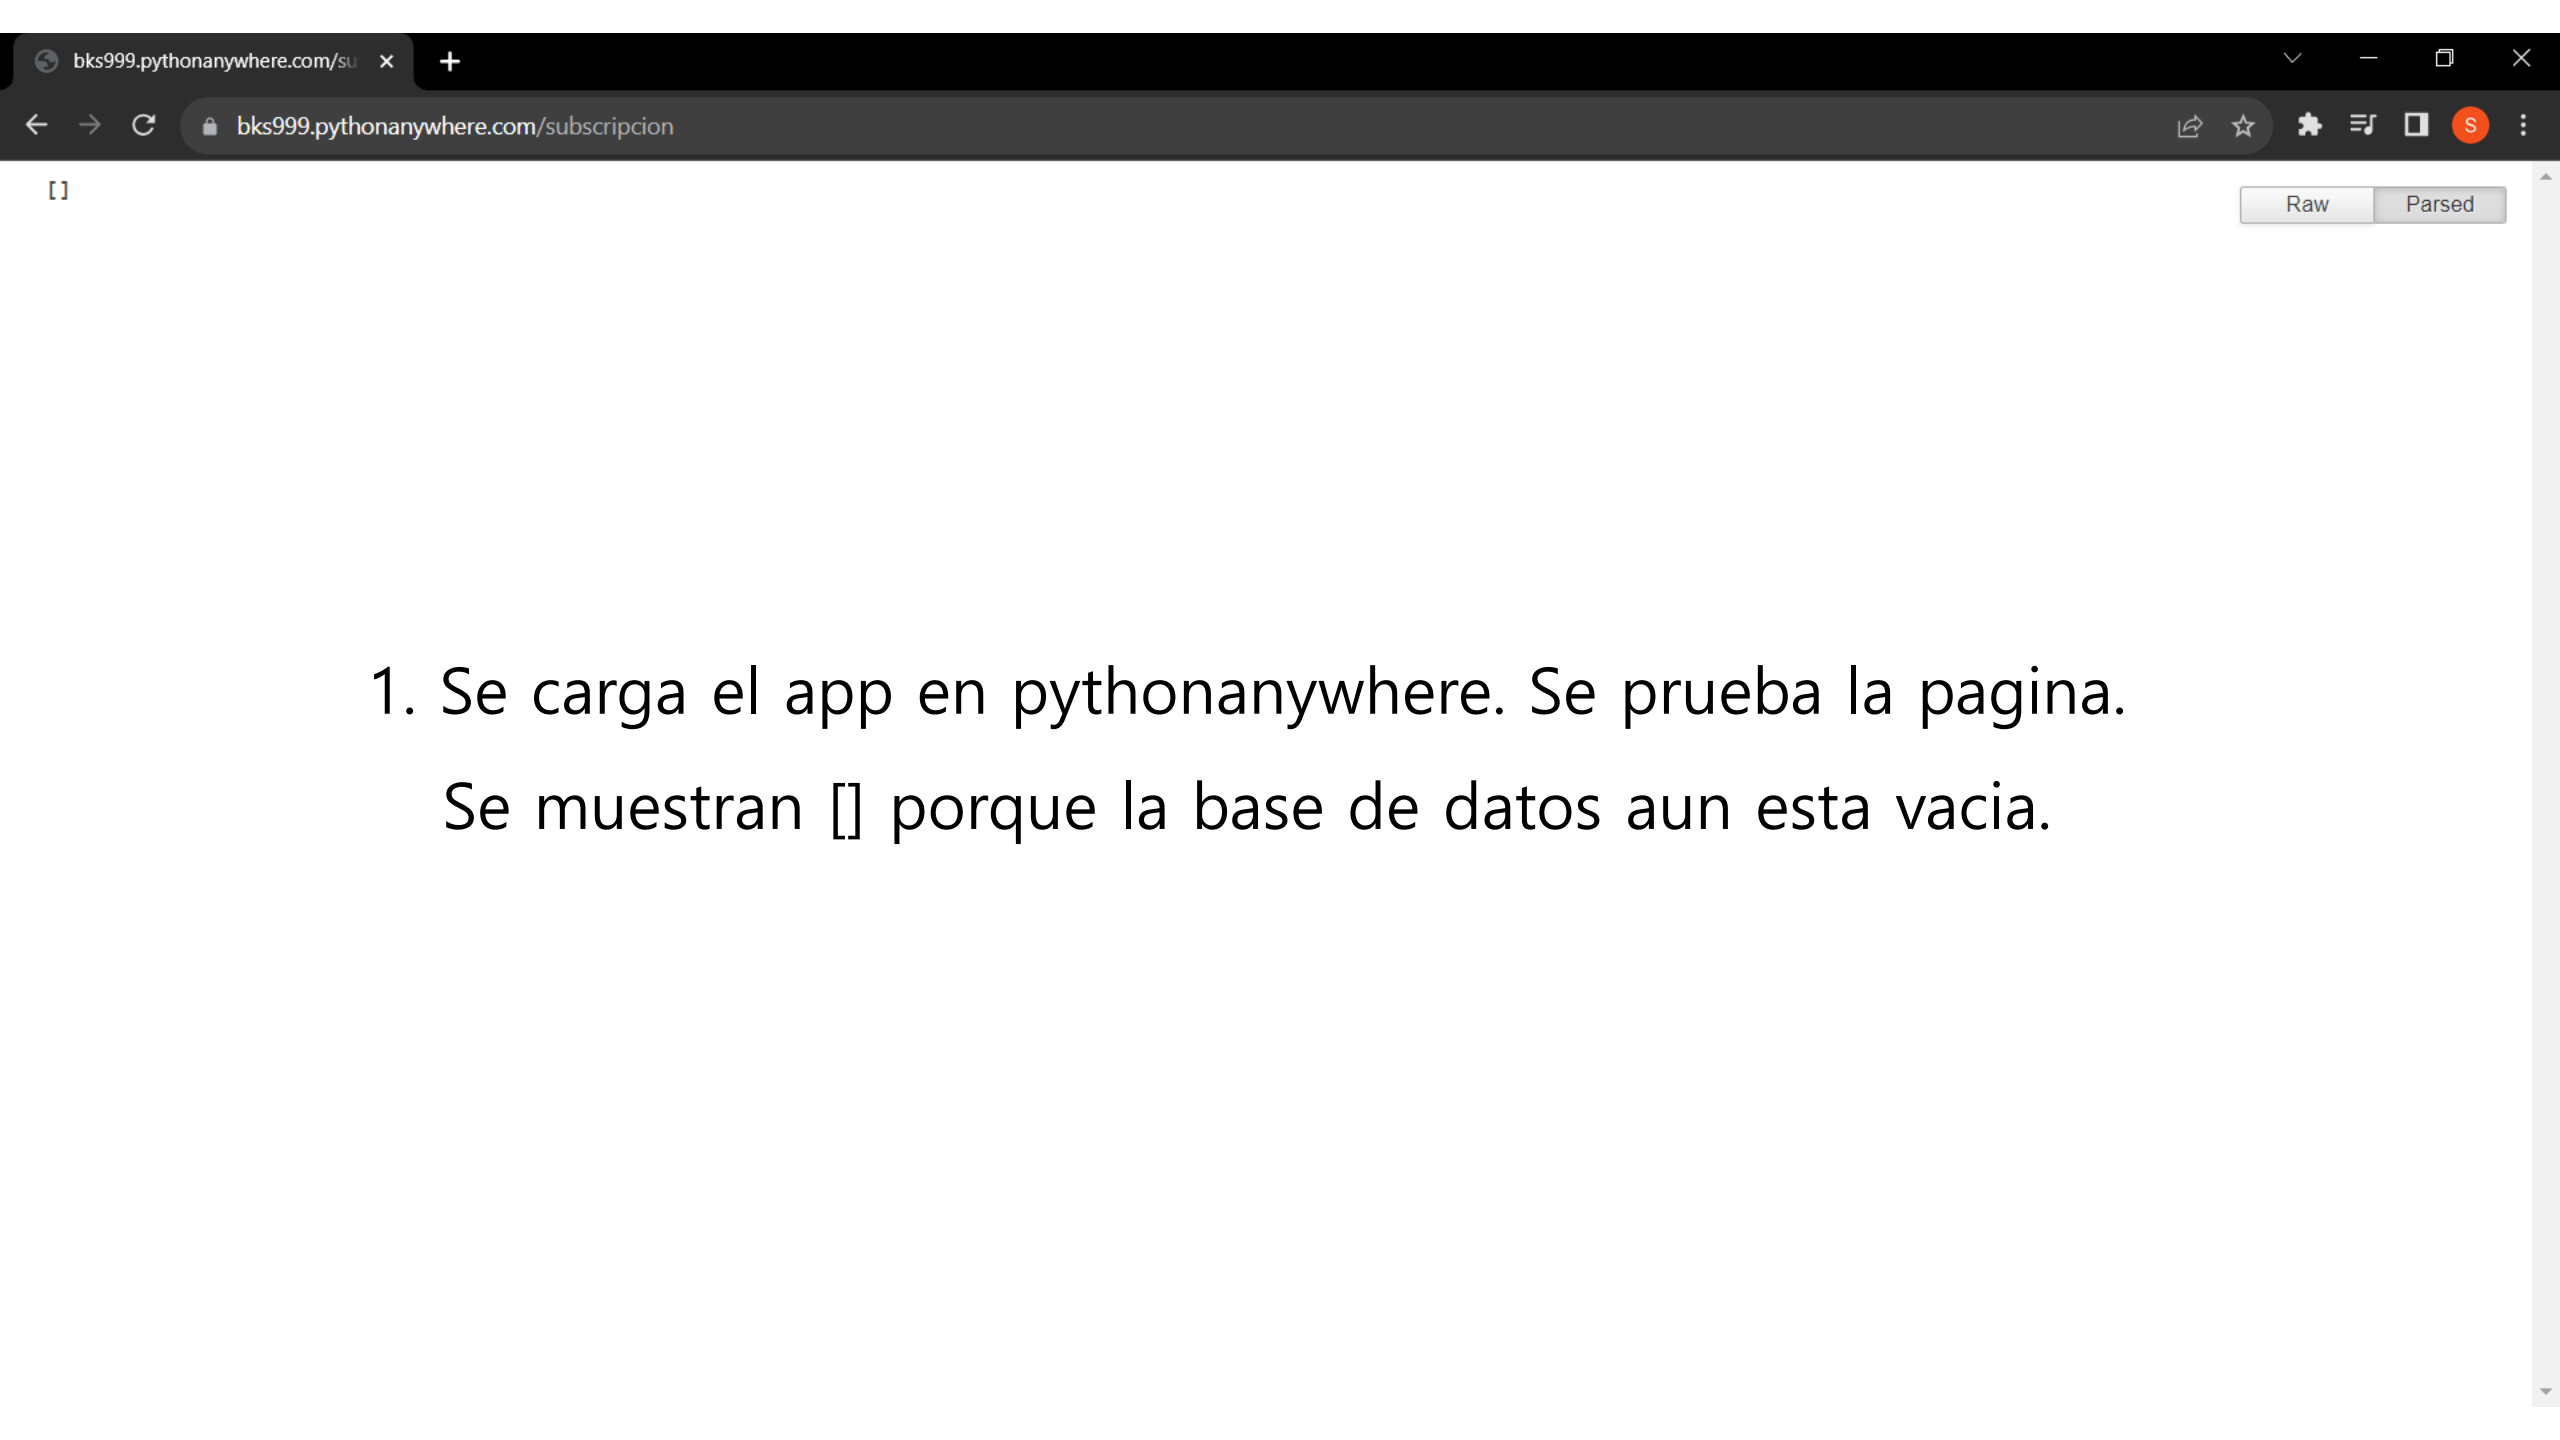 bks999.pythonanywhere.com/su
bks999.pythonanywhere.com/subscripcion
S
[]
Raw
Parsed
1. Se carga el app en pythonanywhere. Se prueba la pagina.
Se muestran [] porque la base de datos aun esta vacia.